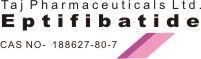 Taj Pharmaceuticals Ltd.
Eptifibatide
CAS NO- 188627-80-7